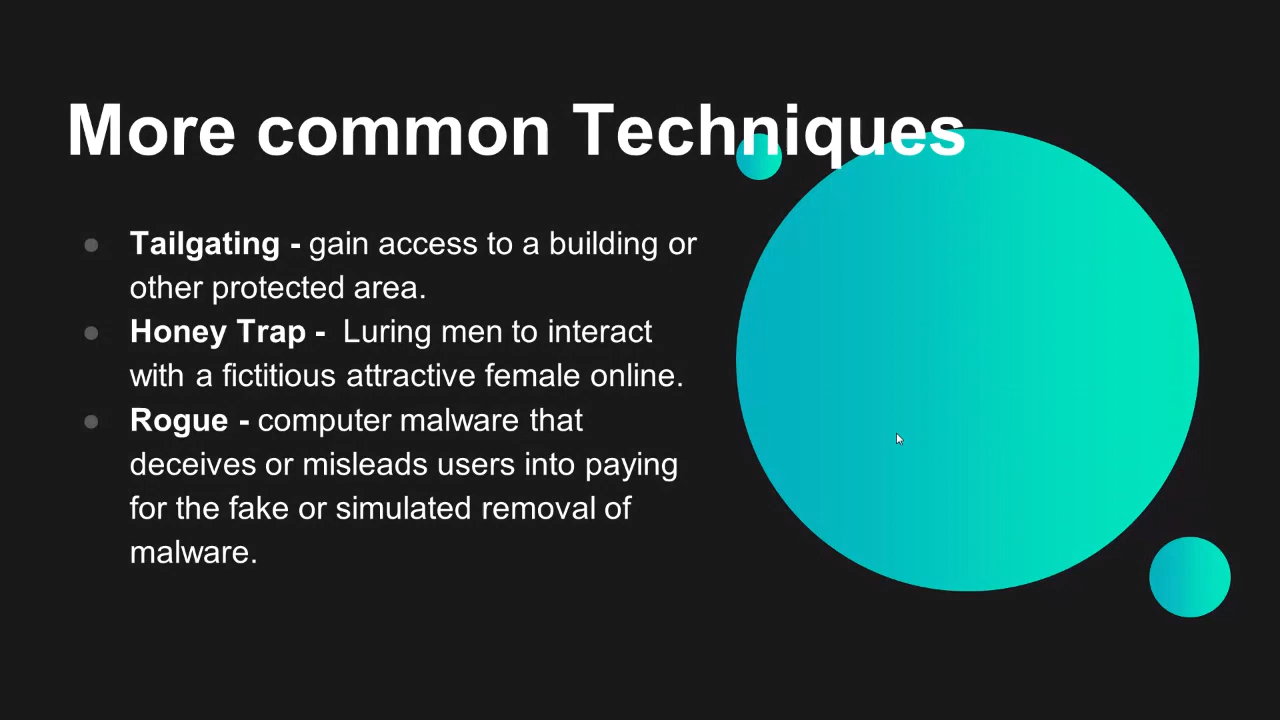 More common Techniques
● Tailgating - gain access to a building or
other protected area.
● Honey Trap -  Luring men to interact
with a fictitious attractive female online.
● Rogue - computer malware that
deceives or misleads users into paying
for the fake or simulated removal of
malware.